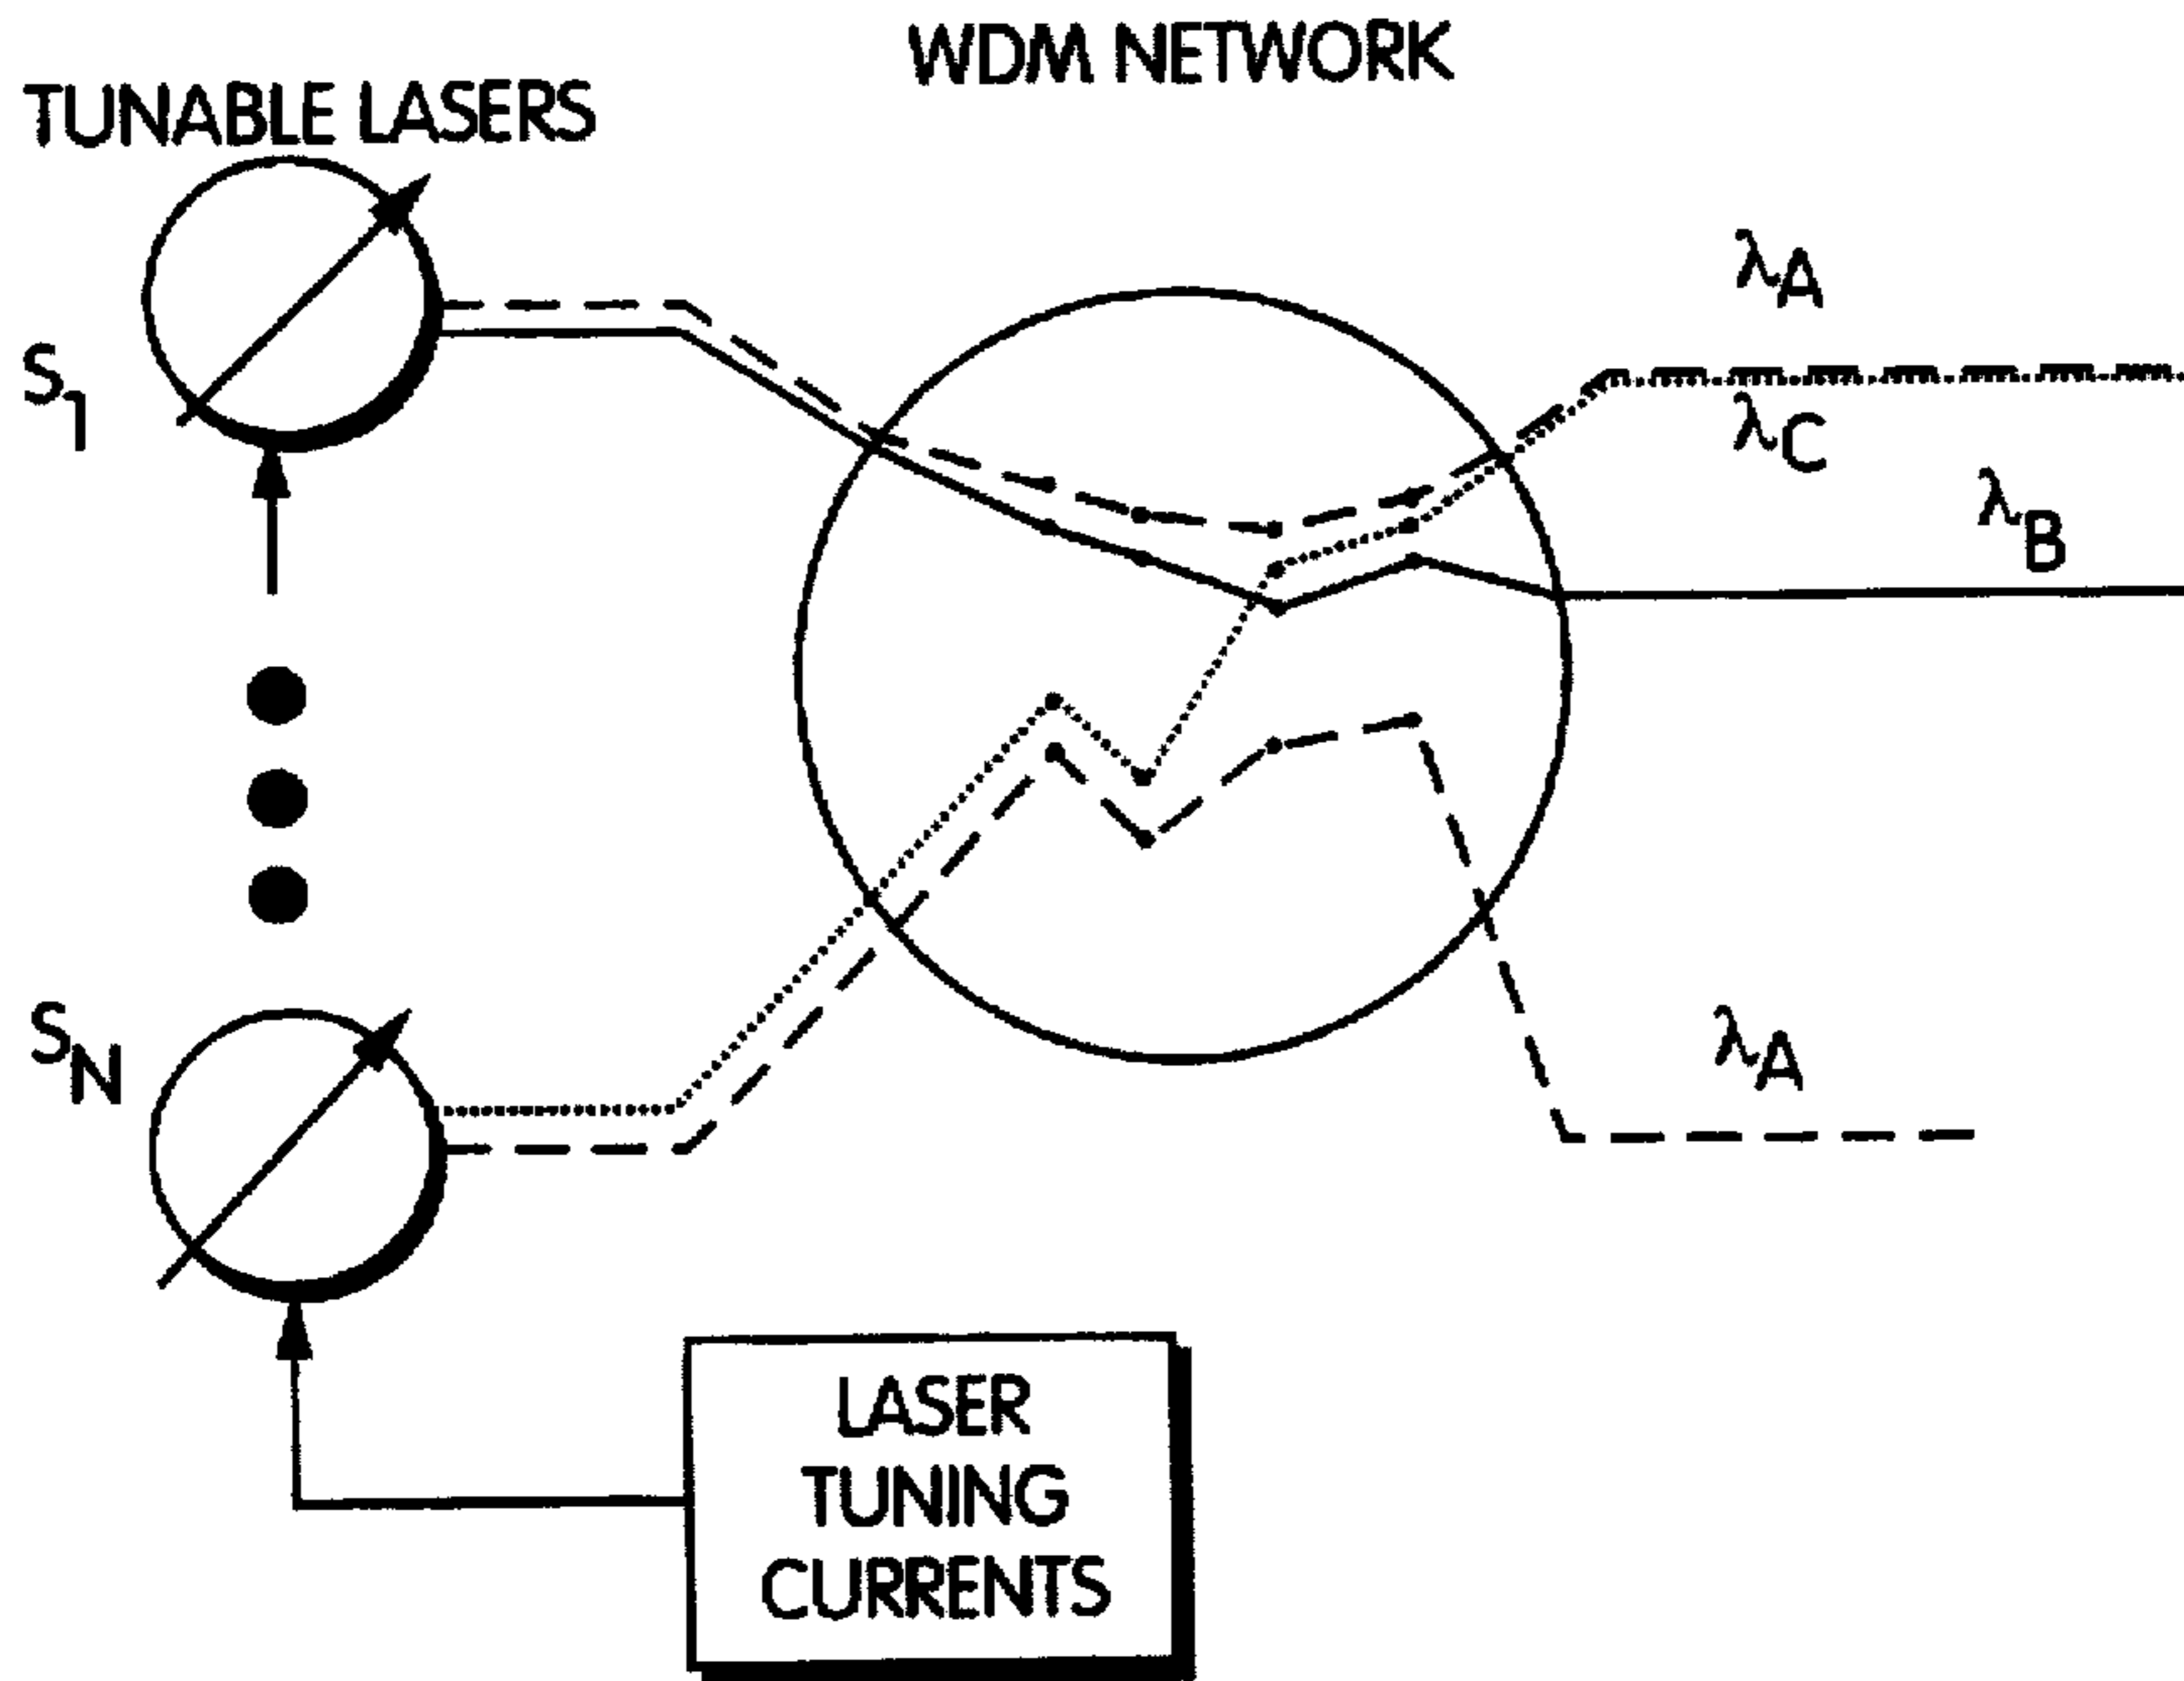 WDM NETWORK
TUNABLE LASERS
λA
S1
λC
λB
SN
λA
LASER
TUNING
CURRENTS